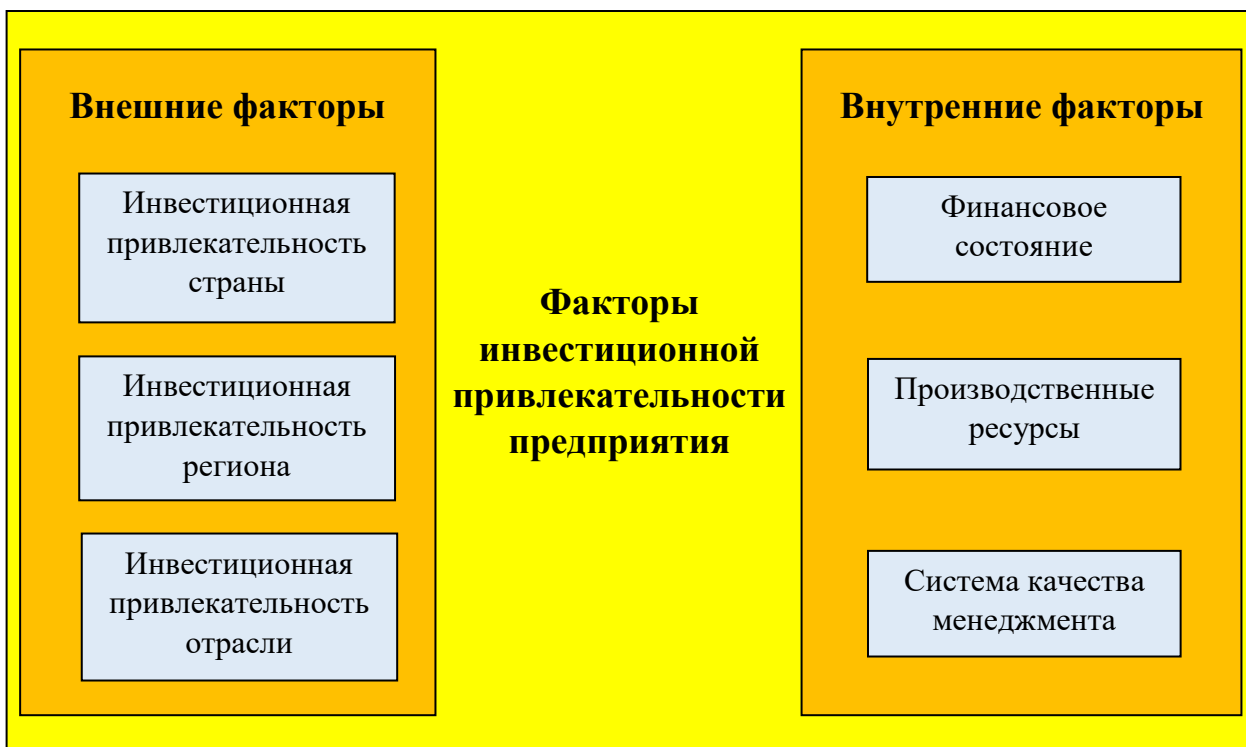 Внешние факторы
Инвестиционная
привлекательность
страны
Инвестиционная
привлекательность
региона
Инвестиционная
привлекательность
отрасли
Факторы
инвестиционной
привлекательности
предприятия
Внутренние факторы
Финансовое
состояние
Производственные
ресурсы
Система качества
менеджмента